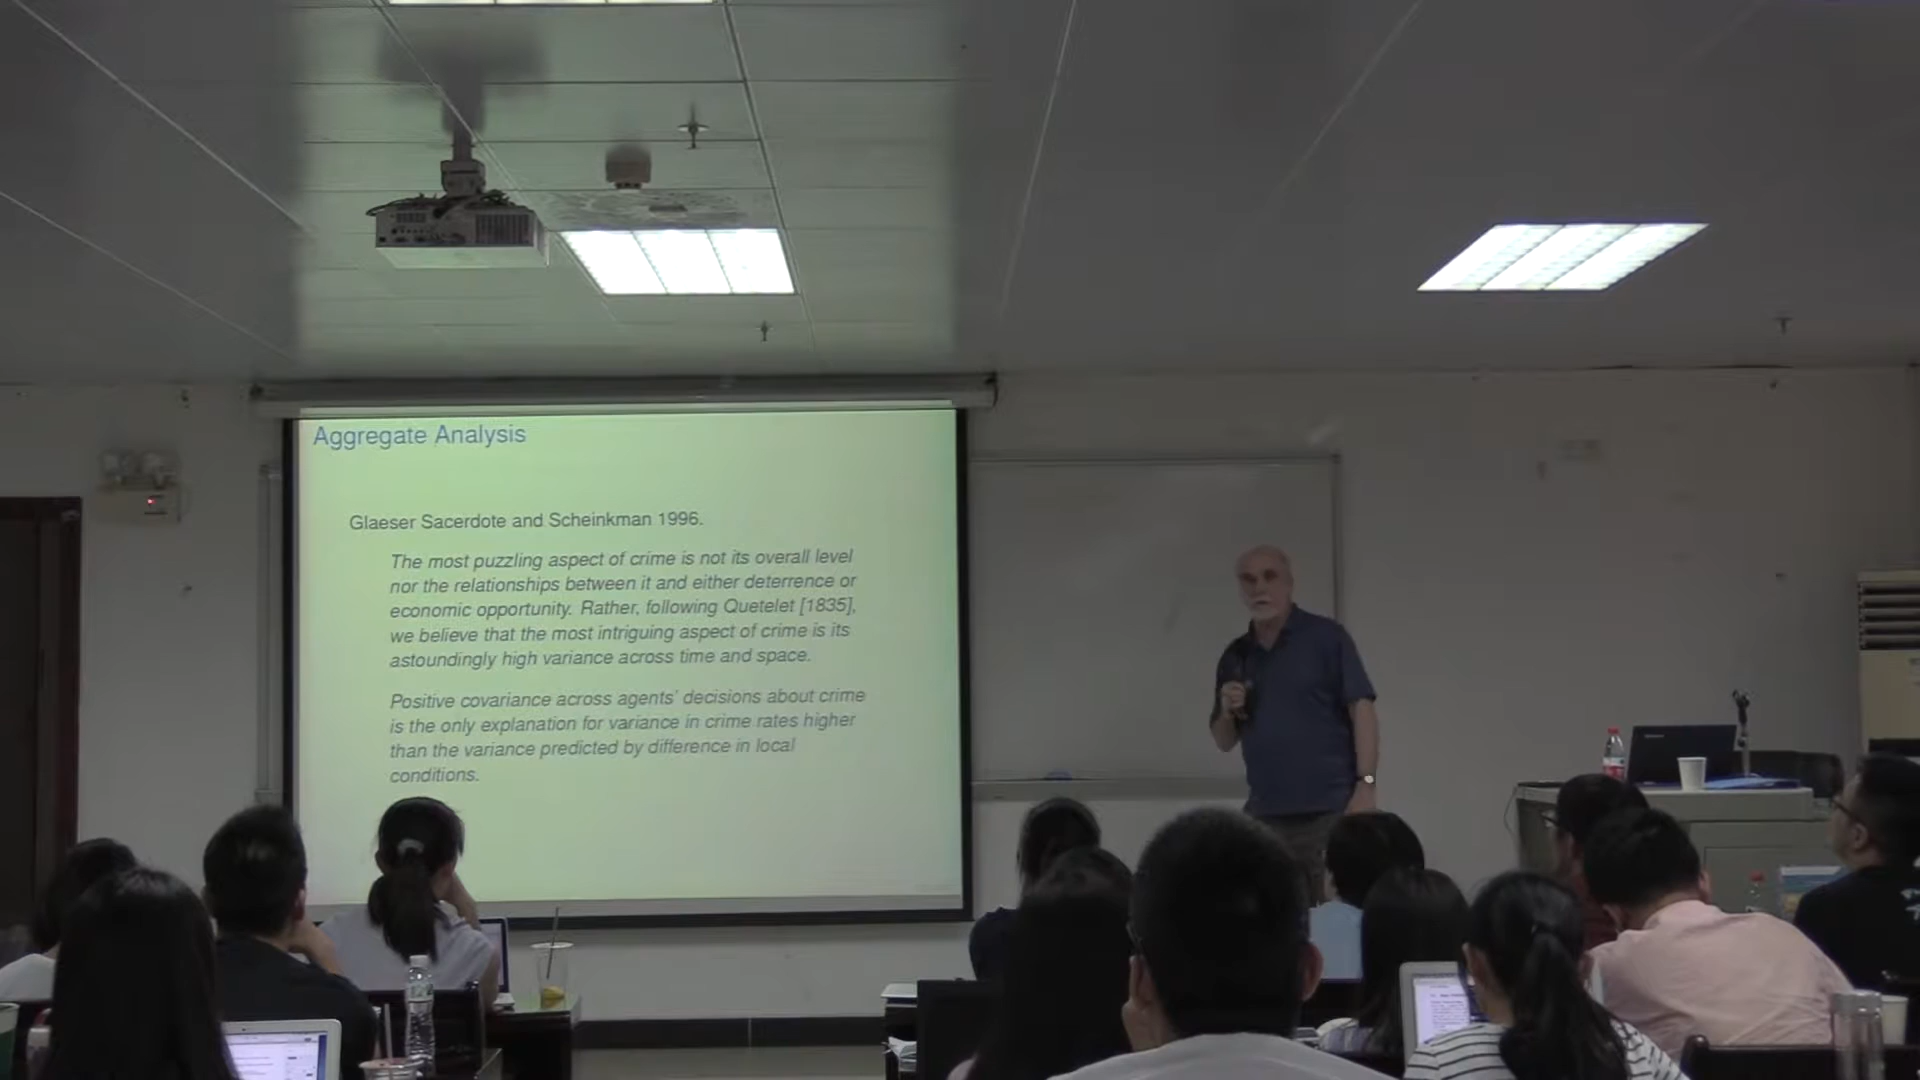 Aggregate Analysis
Glaeser Sacerdote and Scheinkman 1996.
The most puzzling aspect of crime is not its overall level
nor the relationships between it and either deterrence or
economic opportunity. Rather, following Quetelet [1835],
we believe that the most intriguing aspect of crime is its
astoundingly high variance across time and space.
Positive covariance across agents' decisions about crime
is the only explanation for variance in crime rates higher
than the variance predicted by difference in local
conditions.